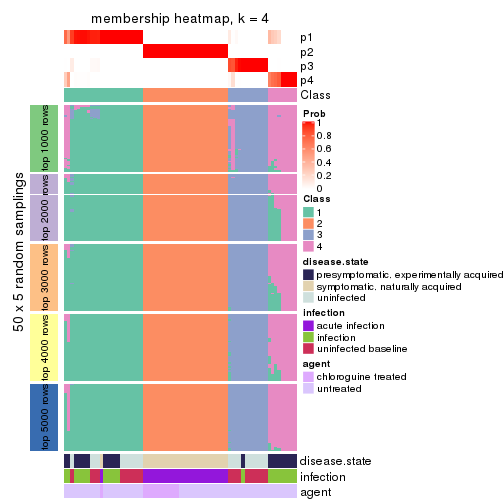 membership heatmap, k = 4
p1
p2
p3
p4
Class
50 x 5 random samplings
top 1000 rows
top 2000 rows
top 3000 rows
top 4000 rows
top 5000 rows
Prob
1
0.8
0.6
0.4
0.2
0
Class
1
2
3
4
disease.state
presymptomatic. experimentally acquired
symptomatic. naturally acquired
uninfected
infection
acute infection
infection
uninfected baseline
agent
chloroguine treated
untreated
disease.state
infection
agent